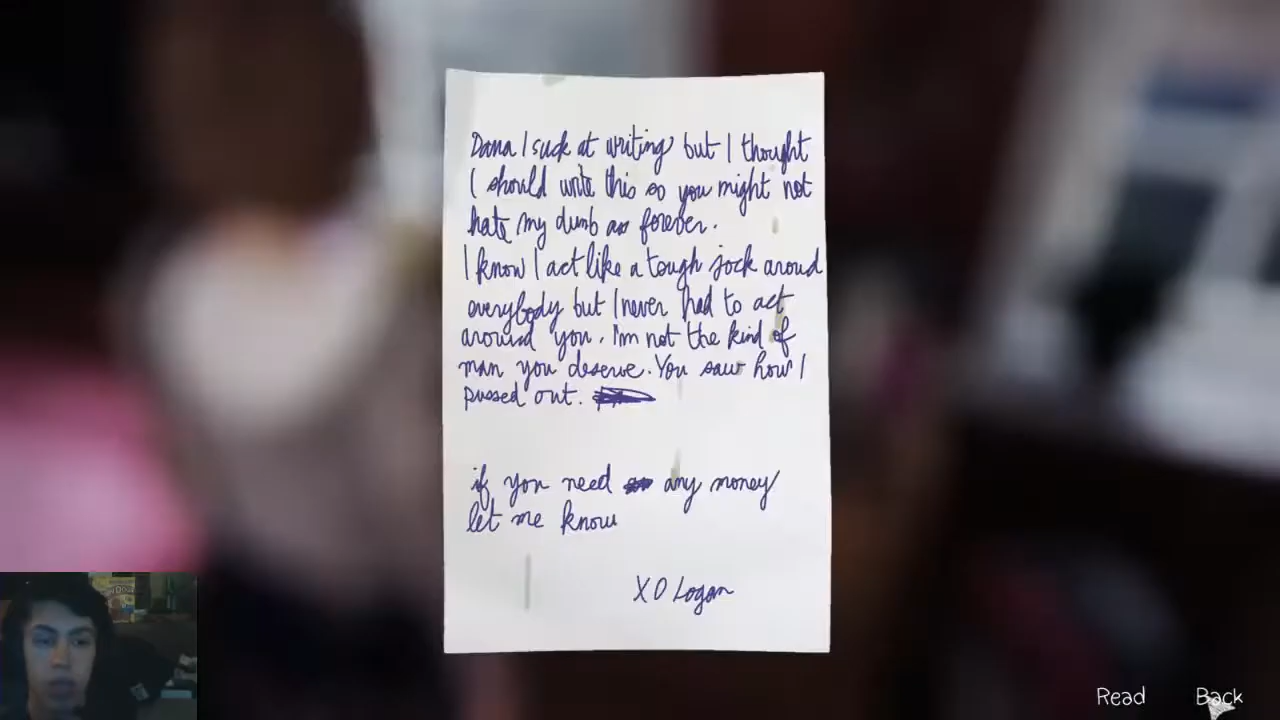 Dana I suck at writing but I thought
I should write this so you might not
hate my dumb ass forever.
I know I act like a tough jock aroud
everybody but I never had to act
around you. I'm not the kind of
man you deserve. You saw how I
pussed out.
if you need any money
let me know
XO Logan
Read Back